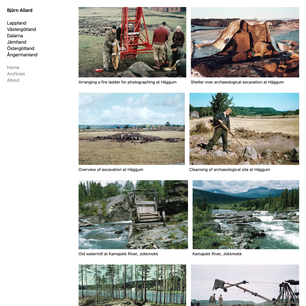 Björn Allard
Lappland
Västergötland
Dalarna
Jämtland
Östergötland
Ångermanland
Home
Archives
About
Arranging a fire ladder for photographing at Häggum
Shelter over archaeological excavation at Häggum
Overview of excavation at Häggum
Cleansing of archaeological site at Häggum
Old watermill at Kamajokk River, Jokkmokk
Kamajokk River, Jokkmokk